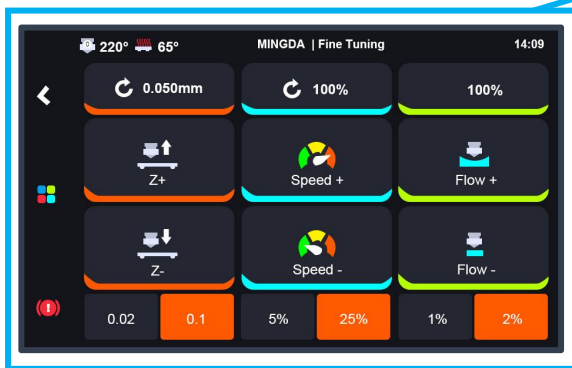 0 220° 65° MINGDA | Fine Tuning 14:09
0.050mm 100% 100%
Z+ Speed + Flow +
Z- Speed - Flow -
0.02 0.1 5% 25% 1% 2%